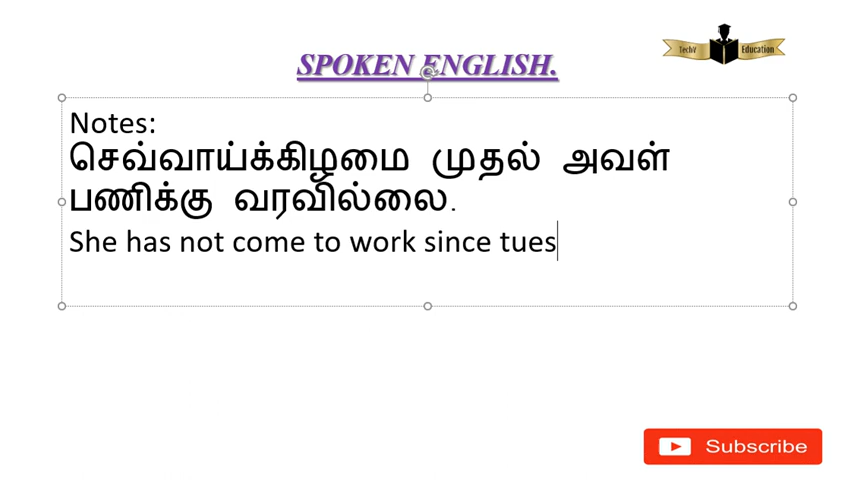 TechV Education
SPOKEN ENGLISH.
Notes:
செவ்வாய்க்கிழமை முதல் அவள்
பணிக்கு வரவில்லை.
She has not come to work since tues
Subscribe